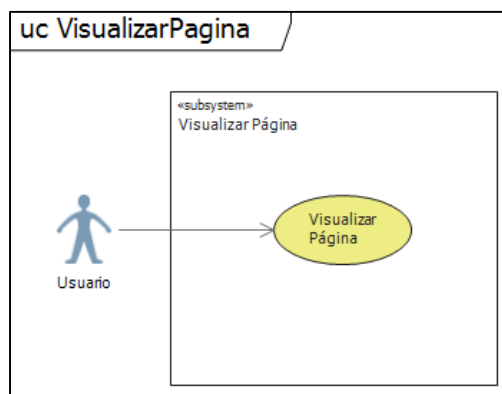 uc VisualizarPagina
«subsystem»
Visualizar Página
Visualizar
Página
Usuario